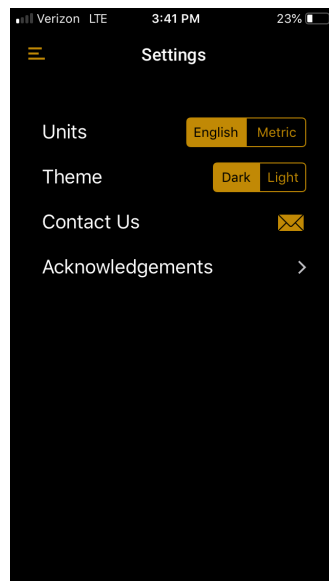 Verizon LTE 3:41 PM 23%
Settings
Units English Metric
Theme Dark Light
Contact Us
Acknowledgements